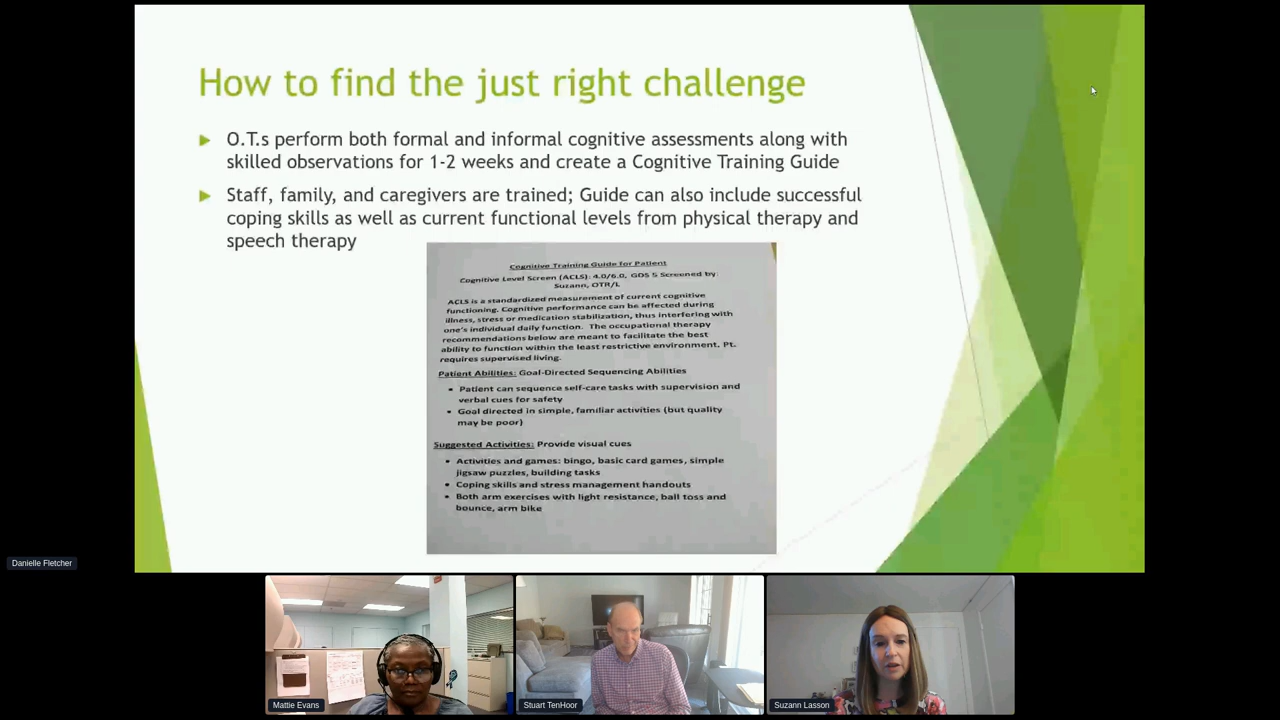 How to find the just right challenge
O.T.s perform both formal and informal cognitive assessments along with
skilled observations for 1-2 weeks and create a Cognitive Training Guide
Staff, family, and caregivers are trained; Guide can also include successful
coping skills as well as current functional levels from physical therapy and
speech therapy
Cognitive Training Guide for Patient
Cognitive Level Screen (ACLS): 4.0/6.0, GDS 5 Screened by:
Suzann, OTR/L
ACLS is a standardized measurement of current cognitive
functioning. Cognitive performance can be affected during
illness, stress or medication stabilization, thus interfering with
one's individual daily function. The occupational therapy
recommendations below are meant to facilitate the best
ability to function within the least restrictive environment. Pt.
requires supervised living.
Patient Abilities: Goal-Directed Sequencing Abilities
Patient can sequence self-care tasks with supervision and
verbal cues for safety
Goal directed in simple, familiar activities (but quality
may be poor)
Suggested Activities: Provide visual cues
Activities and games: bingo, basic card games, simple
jigsaw puzzles, building tasks
Coping skills and stress management handouts
Both arm exercises with light resistance, ball toss and
bounce, arm bike
Danielle Fletcher
Mattie Evans
Stuart TenHoor
Suzann Lasson